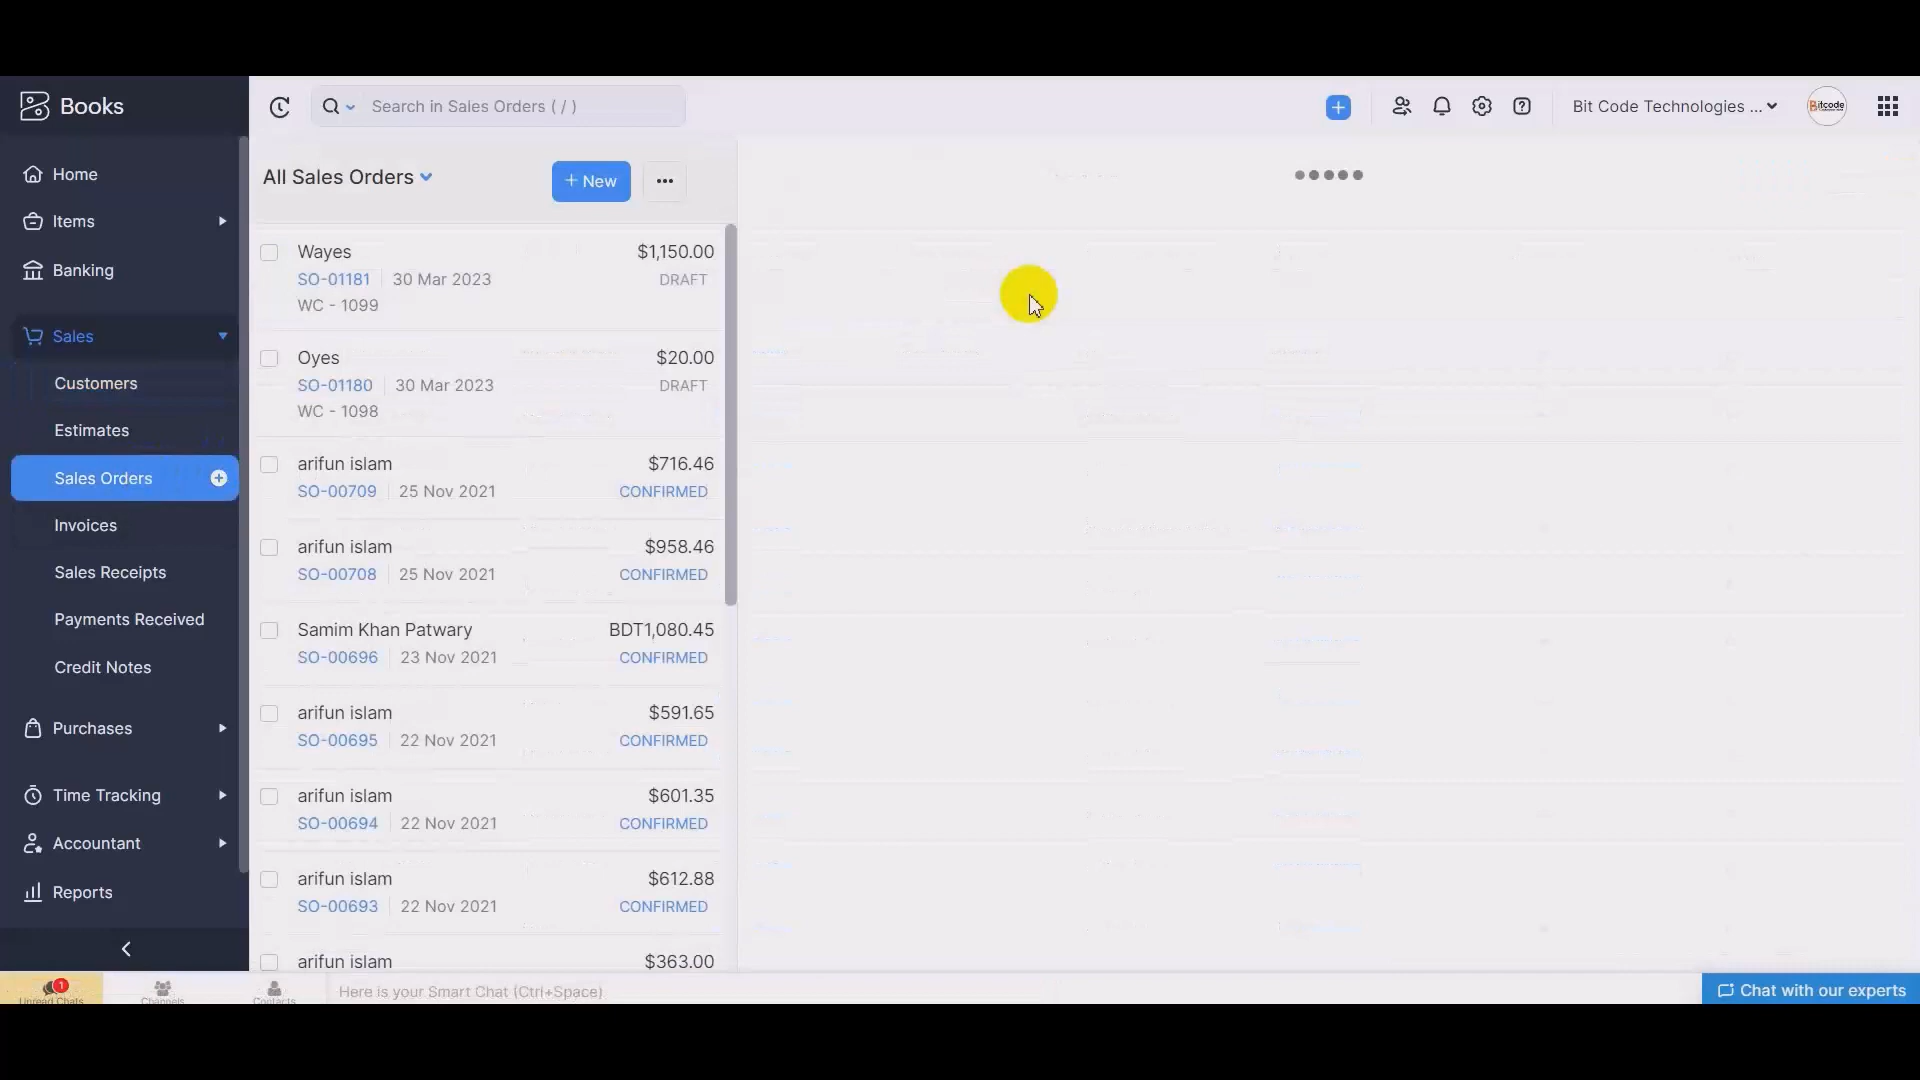 Books
Search in Sales Orders ( / )
Bit Code Technologies ...
Bitcode
Home
Items
Banking
Sales
Customers
Estimates
Sales Orders
Invoices
Sales Receipts
Payments Received
Credit Notes
Purchases
Time Tracking
Accountant
Reports
All Sales Orders
+ New
Wayes $1,150.00
SO-01181 30 Mar 2023 DRAFT
WC - 1099
Oyes $20.00
SO-01180 30 Mar 2023 DRAFT
WC - 1098
arifun islam $716.46
SO-00709 25 Nov 2021 CONFIRMED
arifun islam $958.46
SO-00708 25 Nov 2021 CONFIRMED
Samim Khan Patwary BDT1,080.45
SO-00696 23 Nov 2021 CONFIRMED
arifun islam $591.65
SO-00695 22 Nov 2021 CONFIRMED
arifun islam $601.35
SO-00694 22 Nov 2021 CONFIRMED
arifun islam $612.88
SO-00693 22 Nov 2021 CONFIRMED
arifun islam $363.00
1
Unread Chats
Channels
Contacts
Here is your Smart Chat (Ctrl+Space)
Chat with our experts